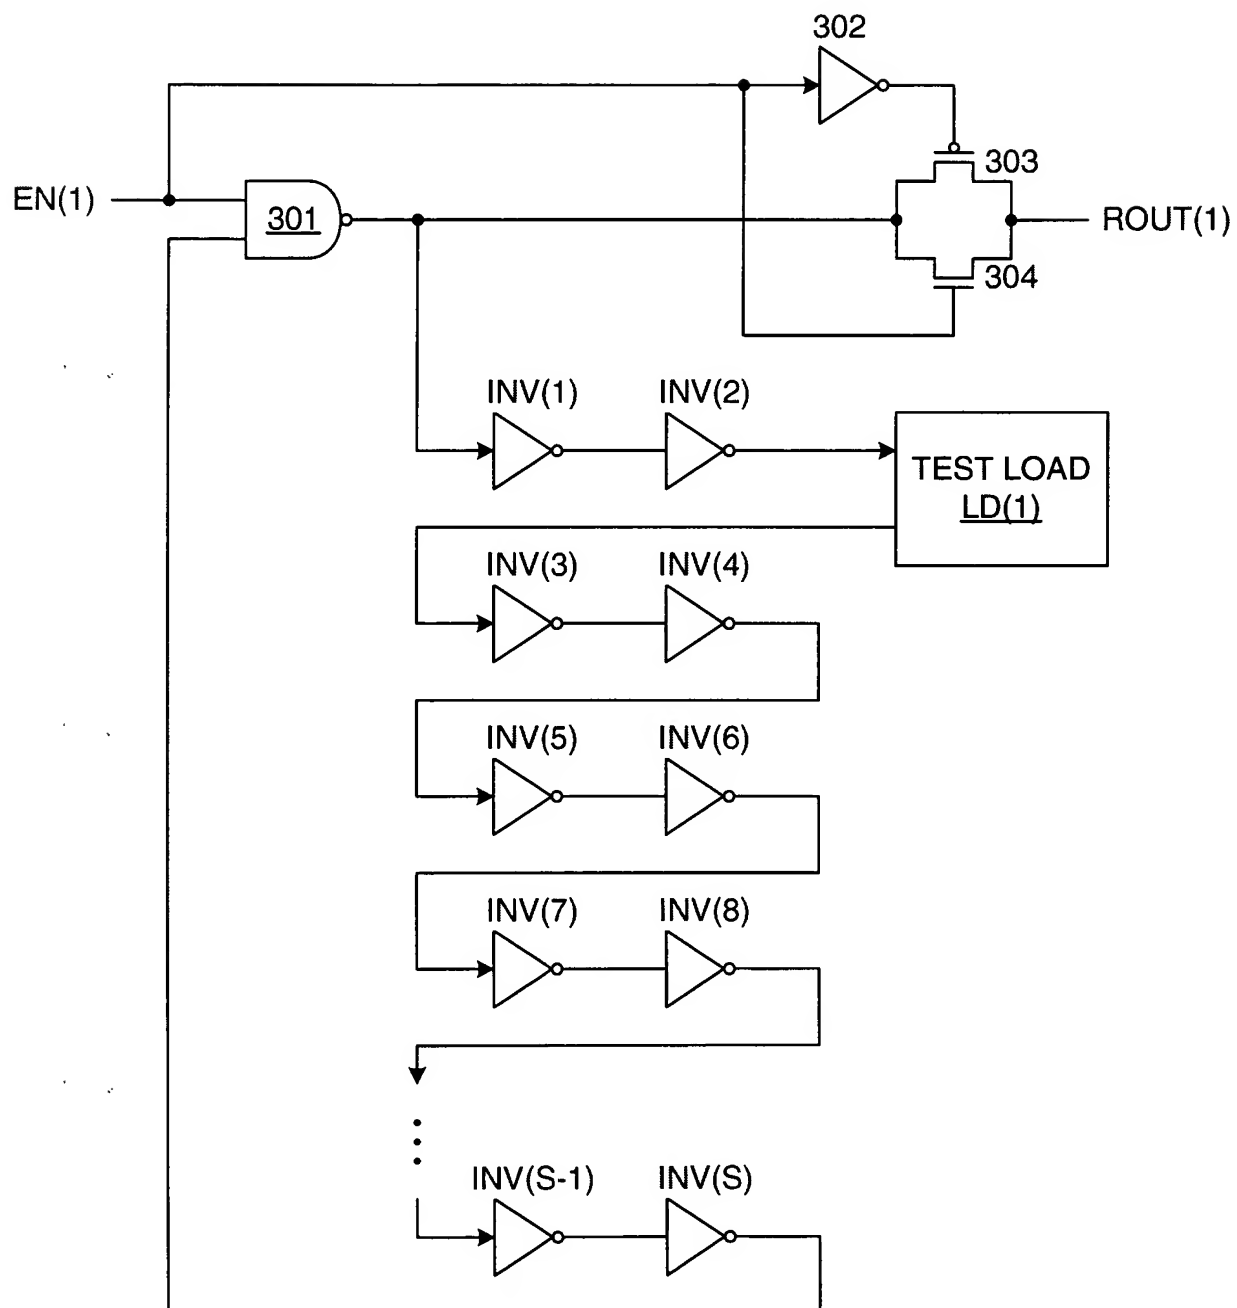 302
303
EN(1)
301
ROUT(1)
304
INV(1) INV(2)
TEST LOAD
LD(1)
INV(3) INV(4)
INV(5) INV(6)
INV(7) INV(8)
INV(S-1) INV(S)